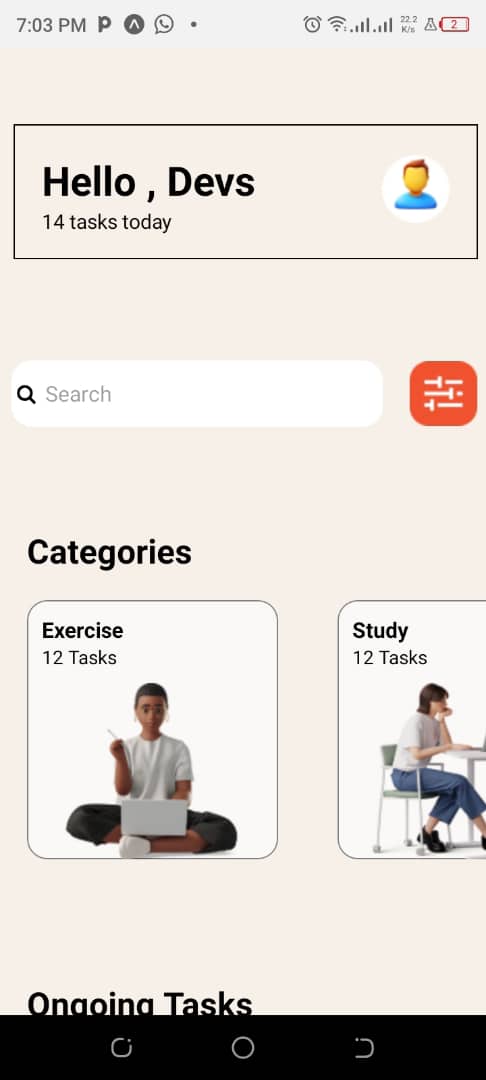 7:03 PM
22.2
K/s
2
Hello , Devs
14 tasks today
Search
Categories
Exercise
12 Tasks
Study
12 Tasks
Ongoing Tasks